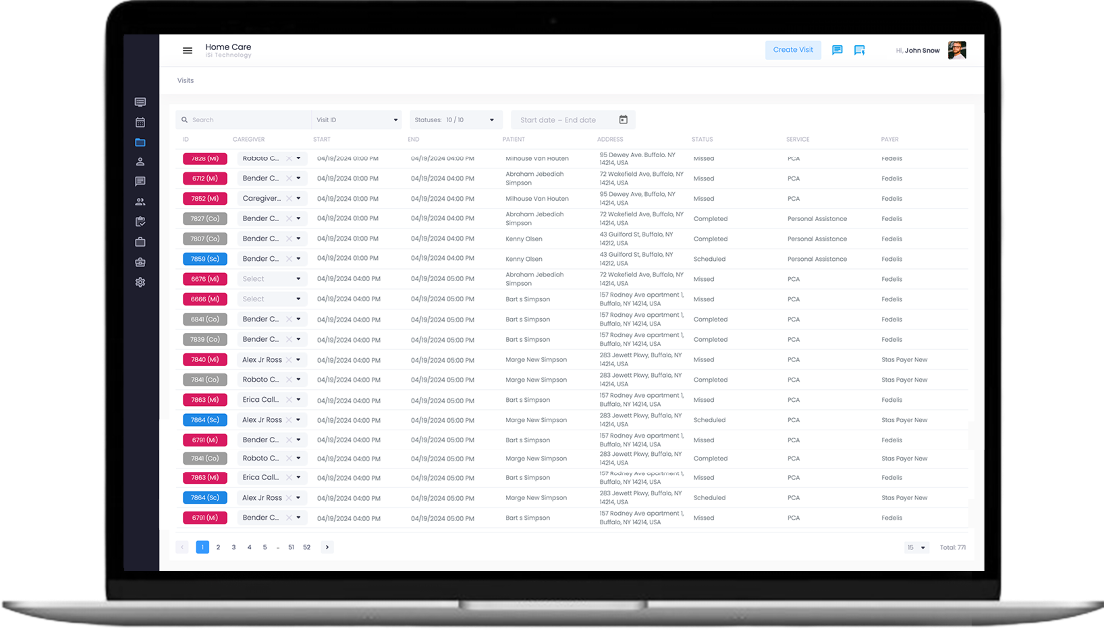 Home Care
iSi Technology
Create Visit
Hi, John Snow
Visits
Search Visit ID Statuses: 10 / 10 Start date – End date
ID CAREGIVER START END PATIENT ADDRESS STATUS SERVICE PAYER
7828 (Mi) Roboto C... 04/19/2024 01:00 PM 04/19/2024 04:00 PM Milhouse Van Houten 95 Dewey Ave, Buffalo, NY Missed PCA Fedelis
14214, USA
6712 (Mi) Bender C... 04/19/2024 01:00 PM 04/19/2024 04:00 PM Abraham Jebediah 72 Wakefield Ave, Buffalo, NY Missed PCA Fedelis
Simpson 14214, USA
7852 (Mi) Caregiver... 04/19/2024 01:00 PM 04/19/2024 04:00 PM Milhouse Van Houten 95 Dewey Ave, Buffalo, NY Missed PCA Fedelis
14214, USA
7827 (Co) Bender C... 04/19/2024 01:00 PM 04/19/2024 04:00 PM Abraham Jebediah 72 Wakefield Ave, Buffalo, NY Completed Personal Assistance Fedelis
Simpson 14214, USA
7807 (Co) Bender C... 04/19/2024 01:00 PM 04/19/2024 04:00 PM Kenny Olsen 43 Guilford St, Buffalo, NY Completed Personal Assistance Fedelis
14212, USA
7859 (Sc) Bender C... 04/19/2024 01:00 PM 04/19/2024 04:00 PM Kenny Olsen 43 Guilford St, Buffalo, NY Scheduled Personal Assistance Fedelis
14212, USA
6676 (Mi) Select 04/19/2024 04:00 PM 04/19/2024 05:00 PM Abraham Jebediah 72 Wakefield Ave, Buffalo, NY Missed PCA Fedelis
Simpson 14214, USA
6666 (Mi) Select 04/19/2024 04:00 PM 04/19/2024 05:00 PM Bart s Simpson 157 Rodney Ave apartment 1, Missed PCA Fedelis
Buffalo, NY 14214, USA
6841 (Co) Bender C... 04/19/2024 04:00 PM 04/19/2024 05:00 PM Bart s Simpson 157 Rodney Ave apartment 1, Completed PCA Fedelis
Buffalo, NY 14214, USA
7839 (Co) Bender C... 04/19/2024 04:00 PM 04/19/2024 05:00 PM Bart s Simpson 157 Rodney Ave apartment 1, Completed PCA Fedelis
Buffalo, NY 14214, USA
7840 (Mi) Alex Jr Ross 04/19/2024 04:00 PM 04/19/2024 05:00 PM Marge New Simpson 283 Jewett Pkwy, Buffalo, NY Missed PCA Stas Payer New
14214, USA
7841 (Co) Roboto C... 04/19/2024 04:00 PM 04/19/2024 05:00 PM Marge New Simpson 283 Jewett Pkwy, Buffalo, NY Completed PCA Stas Payer New
14214, USA
7863 (Mi) Erica Call... 04/19/2024 04:00 PM 04/19/2024 05:00 PM Bart s Simpson 157 Rodney Ave apartment 1, Missed PCA Fedelis
Buffalo, NY 14214, USA
7864 (Sc) Alex Jr Ross 04/19/2024 04:00 PM 04/19/2024 05:00 PM Marge New Simpson 283 Jewett Pkwy, Buffalo, NY Scheduled PCA Stas Payer New
14214, USA
6791 (Mi) Bender C... 04/19/2024 04:00 PM 04/19/2024 05:00 PM Bart s Simpson 157 Rodney Ave apartment 1, Missed PCA Fedelis
Buffalo, NY 14214, USA
7841 (Co) Roboto C... 04/19/2024 04:00 PM 04/19/2024 05:00 PM Marge New Simpson 283 Jewett Pkwy, Buffalo, NY Completed PCA Stas Payer New
14214, USA
7863 (Mi) Erica Call... 04/19/2024 04:00 PM 04/19/2024 05:00 PM Bart s Simpson 157 Rodney Ave apartment 1, Missed PCA Fedelis
Buffalo, NY 14214, USA
7864 (Sc) Alex Jr Ross 04/19/2024 04:00 PM 04/19/2024 05:00 PM Marge New Simpson 283 Jewett Pkwy, Buffalo, NY Scheduled PCA Stas Payer New
14214, USA
6791 (Mi) Bender C... 04/19/2024 04:00 PM 04/19/2024 05:00 PM Bart s Simpson 157 Rodney Ave apartment 1, Missed PCA Fedelis
Buffalo, NY 14214, USA
1 2 3 4 5 ... 51 52 15 Total: 771